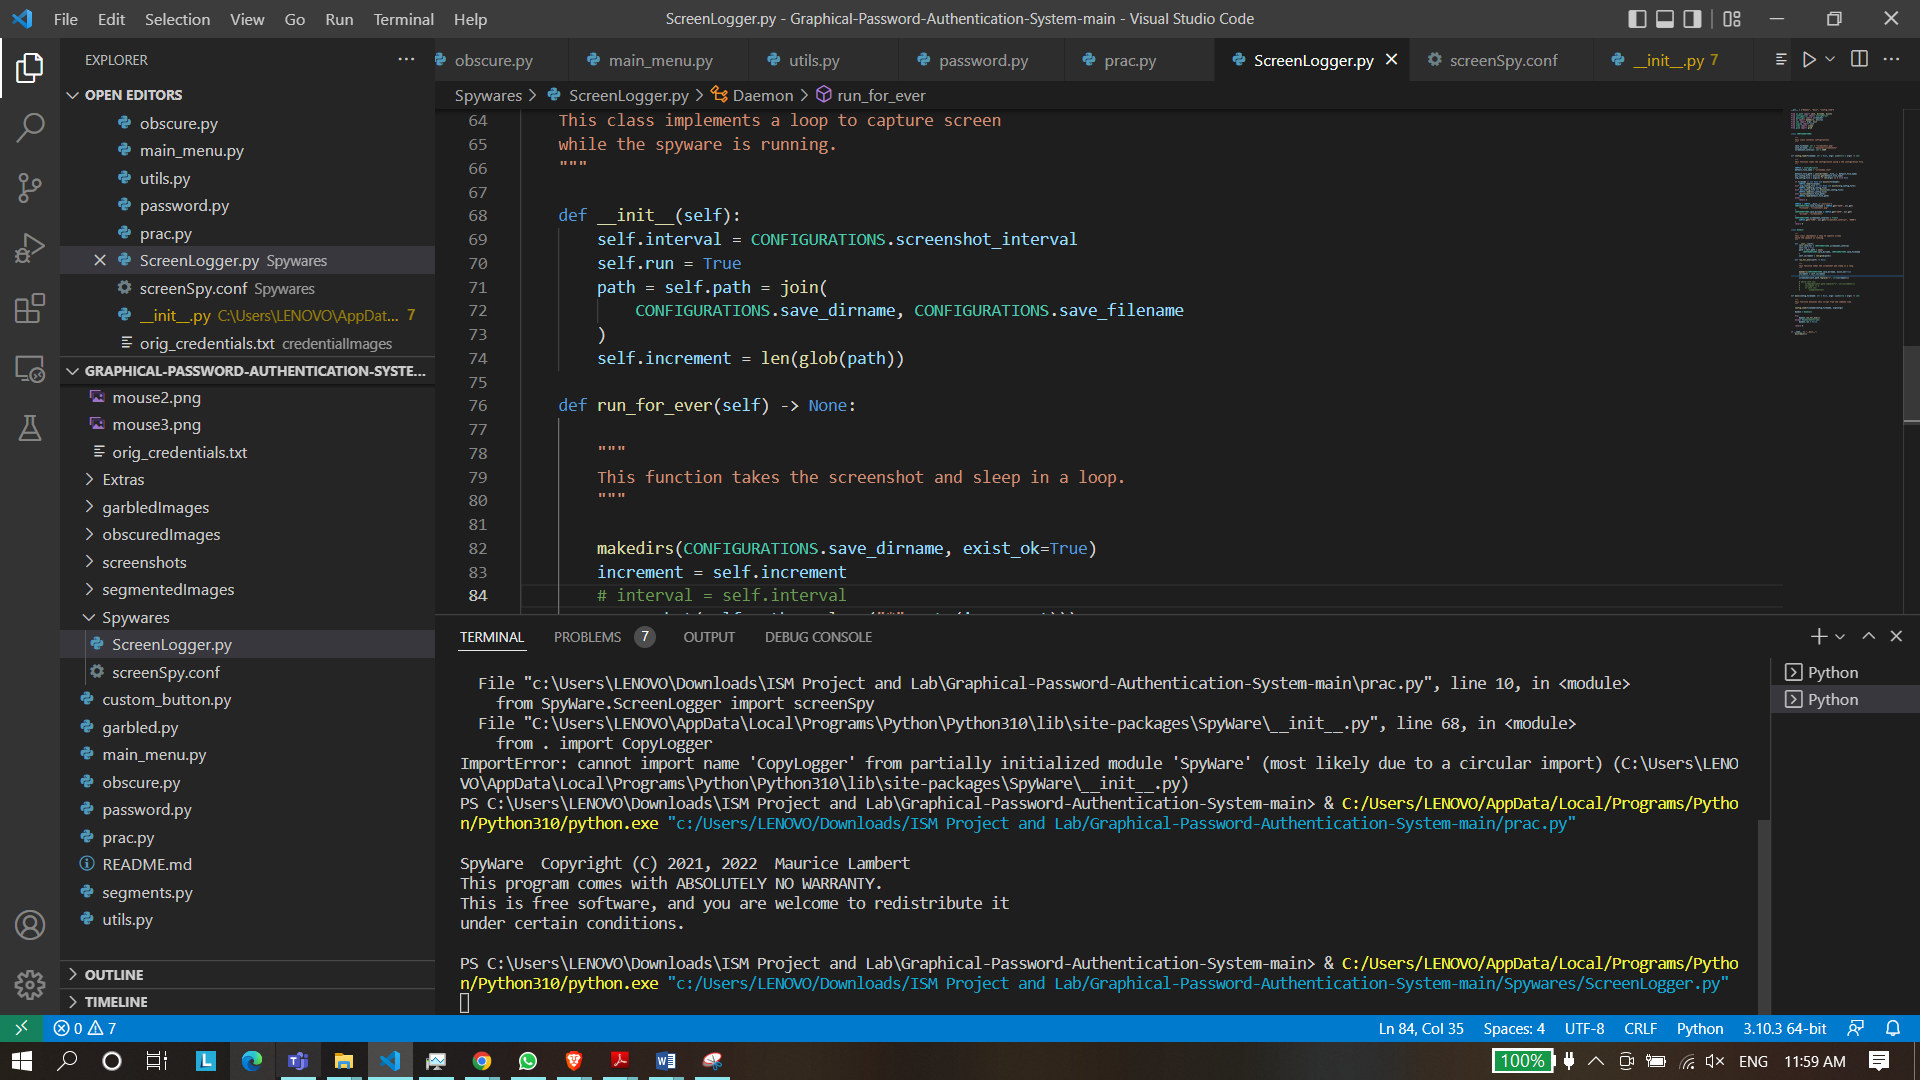 File Edit Selection View Go Run Terminal Help
ScreenLogger.py - Graphical-Password-Authentication-System-main - Visual Studio Code
EXPLORER ...
obscure.py main_menu.py utils.py password.py prac.py ScreenLogger.py screenSpy.conf __init__.py 7
OPEN EDITORS
obscure.py
main_menu.py
utils.py
password.py
prac.py
ScreenLogger.py Spywares
screenSpy.conf Spywares
__init__.py C:\Users\LENOVO\AppDat... 7
orig_credentials.txt credentialImages
GRAPHICAL-PASSWORD-AUTHENTICATION-SYSTE...
mouse2.png
mouse3.png
orig_credentials.txt
Extras
garbledImages
obscuredImages
screenshots
segmentedImages
Spywares
ScreenLogger.py
screenSpy.conf
custom_button.py
garbled.py
main_menu.py
obscure.py
password.py
prac.py
README.md
segments.py
utils.py
OUTLINE
TIMELINE
Spywares > ScreenLogger.py > Daemon > run_for_ever
64 This class implements a loop to capture screen
65 while the spyware is running.
66 """
67
68 def __init__(self):
69 self.interval = CONFIGURATIONS.screenshot_interval
70 self.run = True
71 path = self.path = join(
72 CONFIGURATIONS.save_dirname, CONFIGURATIONS.save_filename
73 )
74 self.increment = len(glob(path))
75
76 def run_for_ever(self) -> None:
77
78 """
79 This function takes the screenshot and sleep in a loop.
80 """
81
82 makedirs(CONFIGURATIONS.save_dirname, exist_ok=True)
83 increment = self.increment
84 # interval = self.interval
TERMINAL PROBLEMS 7 OUTPUT DEBUG CONSOLE
File "c:\Users\LENOVO\Downloads\ISM Project and Lab\Graphical-Password-Authentication-System-main\prac.py", line 10, in <module>
from SpyWare.ScreenLogger import screenSpy
File "C:\Users\LENOVO\AppData\Local\Programs\Python\Python310\lib\site-packages\SpyWare\__init__.py", line 68, in <module>
from . import CopyLogger
ImportError: cannot import name 'CopyLogger' from partially initialized module 'SpyWare' (most likely due to a circular import) (C:\Users\LENO
VO\AppData\Local\Programs\Python\Python310\lib\site-packages\SpyWare\__init__.py)
PS C:\Users\LENOVO\Downloads\ISM Project and Lab\Graphical-Password-Authentication-System-main> & C:/Users/LENOVO/AppData/Local/Programs/Pytho
n/Python310/python.exe "c:/Users/LENOVO/Downloads/ISM Project and Lab/Graphical-Password-Authentication-System-main/prac.py"
SpyWare  Copyright (C) 2021, 2022  Maurice Lambert
This program comes with ABSOLUTELY NO WARRANTY.
This is free software, and you are welcome to redistribute it
under certain conditions.
PS C:\Users\LENOVO\Downloads\ISM Project and Lab\Graphical-Password-Authentication-System-main> & C:/Users/LENOVO/AppData/Local/Programs/Pytho
n/Python310/python.exe "c:/Users/LENOVO/Downloads/ISM Project and Lab/Graphical-Password-Authentication-System-main/Spywares/ScreenLogger.py"
Python
Python
0 7 Ln 84, Col 35 Spaces: 4 UTF-8 CRLF Python 3.10.3 64-bit
100% ENG 11:59 AM